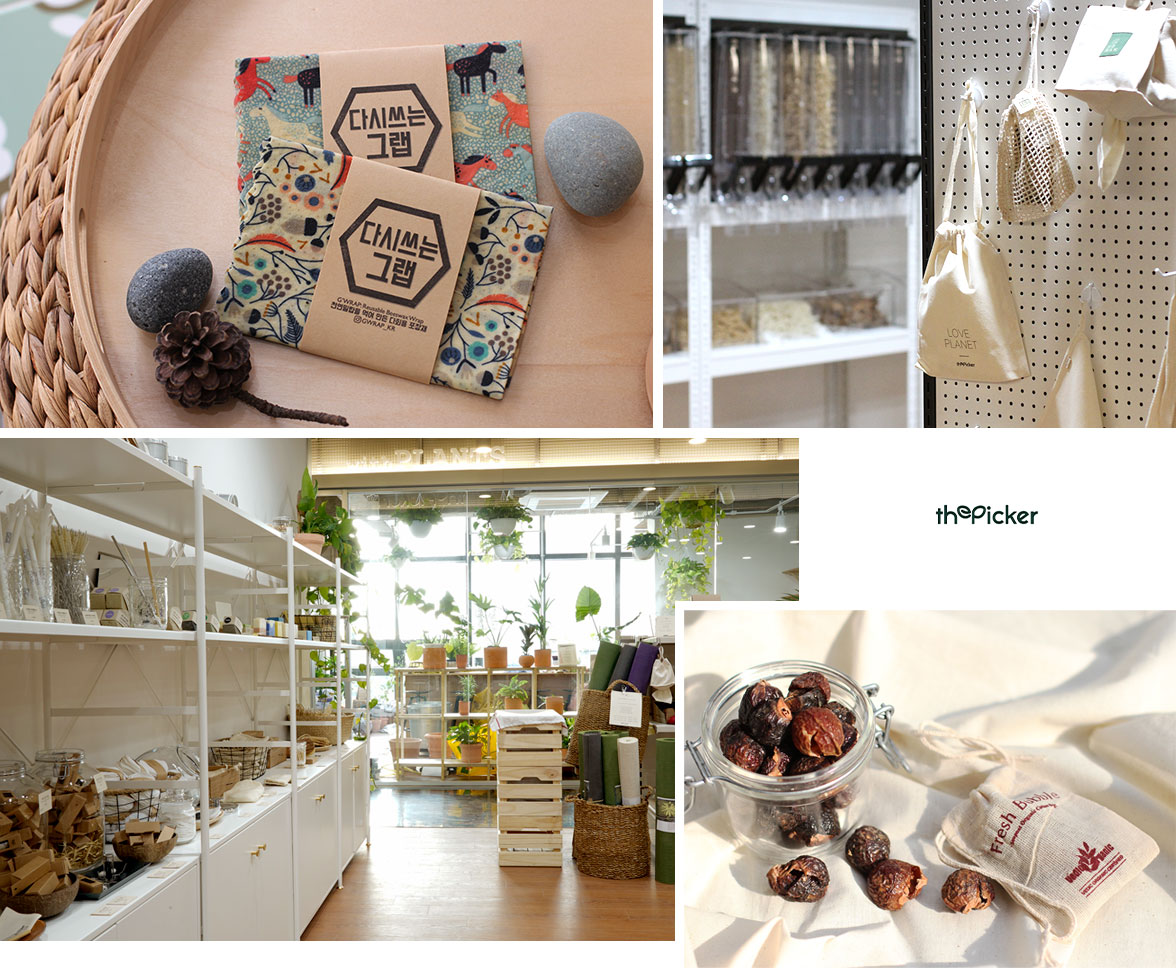 다시쓰는
그랩
다시쓰는
그랩
G'WRAP. Reusable Beeswax Wrap
천연밀랍을 먹여 만든 다회용 포장재
GWRAP_KR
LOVE
PLANET
thePicker
PLANTS
thePicker
Fresh bubble